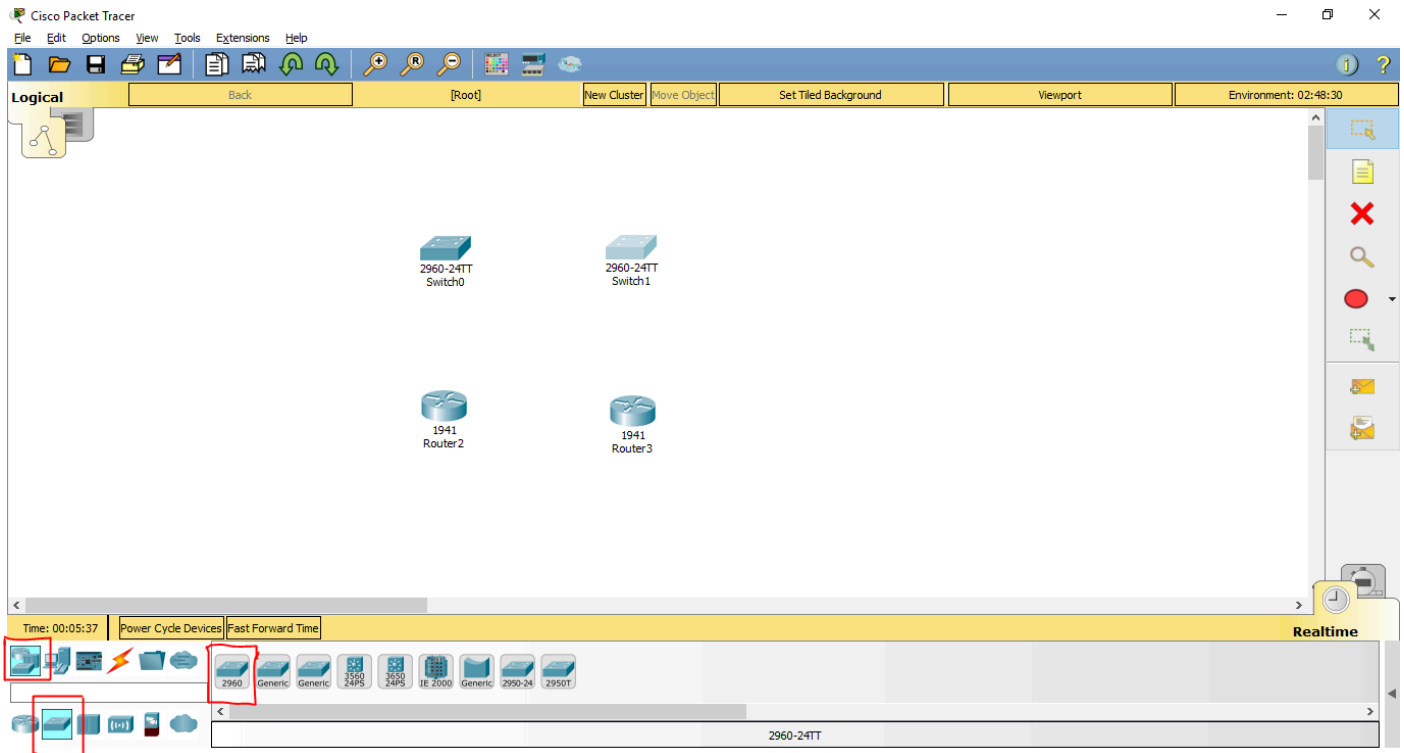 Cisco Packet Tracer
File Edit Options View Tools Extensions Help
Logical Back [Root] New Cluster Move Object Set Tiled Background Viewport Environment: 02:48:30
2960-24TT
Switch0
2960-24TT
Switch1
1941
Router2
1941
Router3
Time: 00:05:37 Power Cycle Devices Fast Forward Time Realtime
2960 Generic Generic 3560 24PS 3650 24PS IE 2000 Generic 2950-24 2950T
2960-24TT